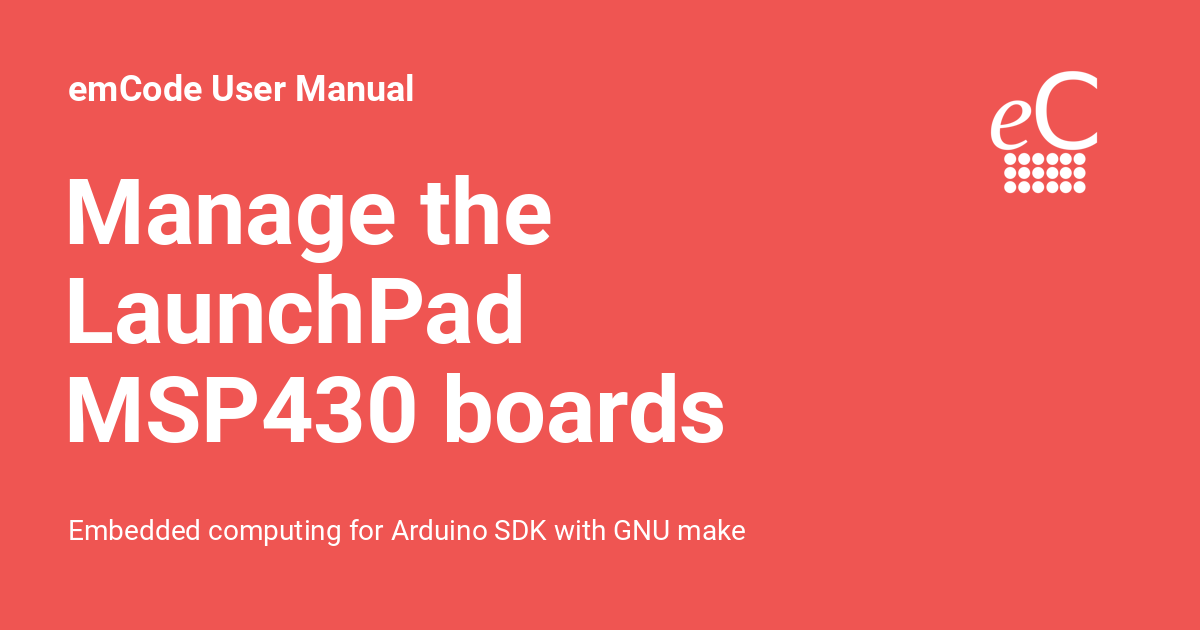 emCode User Manual
eC
Manage the
LaunchPad
MSP430 boards
Embedded computing for Arduino SDK with GNU make